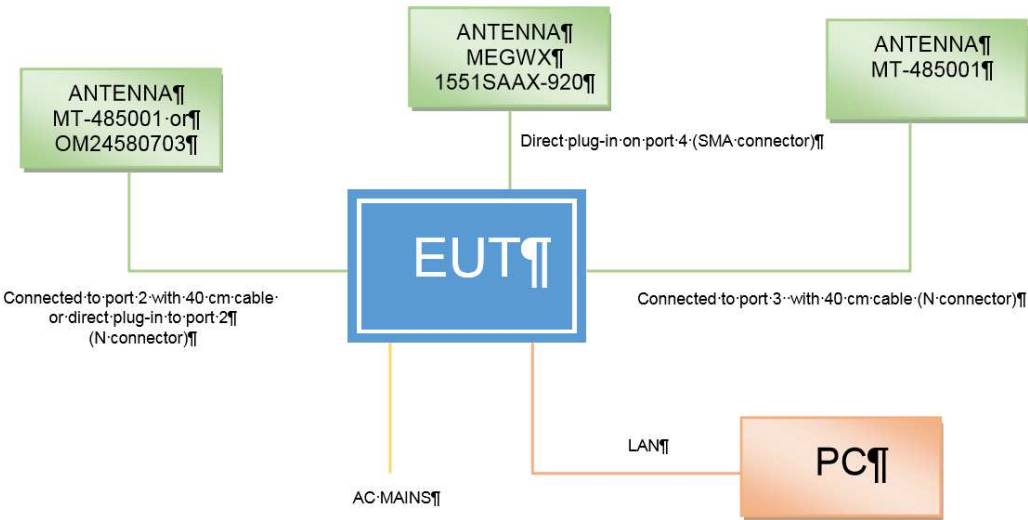 ANTENNA¶
MT-485001·or¶
OM24580703¶
ANTENNA¶
MEGWX¶
1551SAAX-920¶
ANTENNA¶
MT-485001¶
Direct·plug-in·on·port·4·(SMA·connector)¶
EUT¶
Connected·to·port·2·with·40·cm·cable·
or·direct·plug-in·to·port·2¶
(N·connector)¶
Connected·to·port·3··with·40·cm·cable·(N·connector)¶
LAN¶
PC¶
AC·MAINS¶